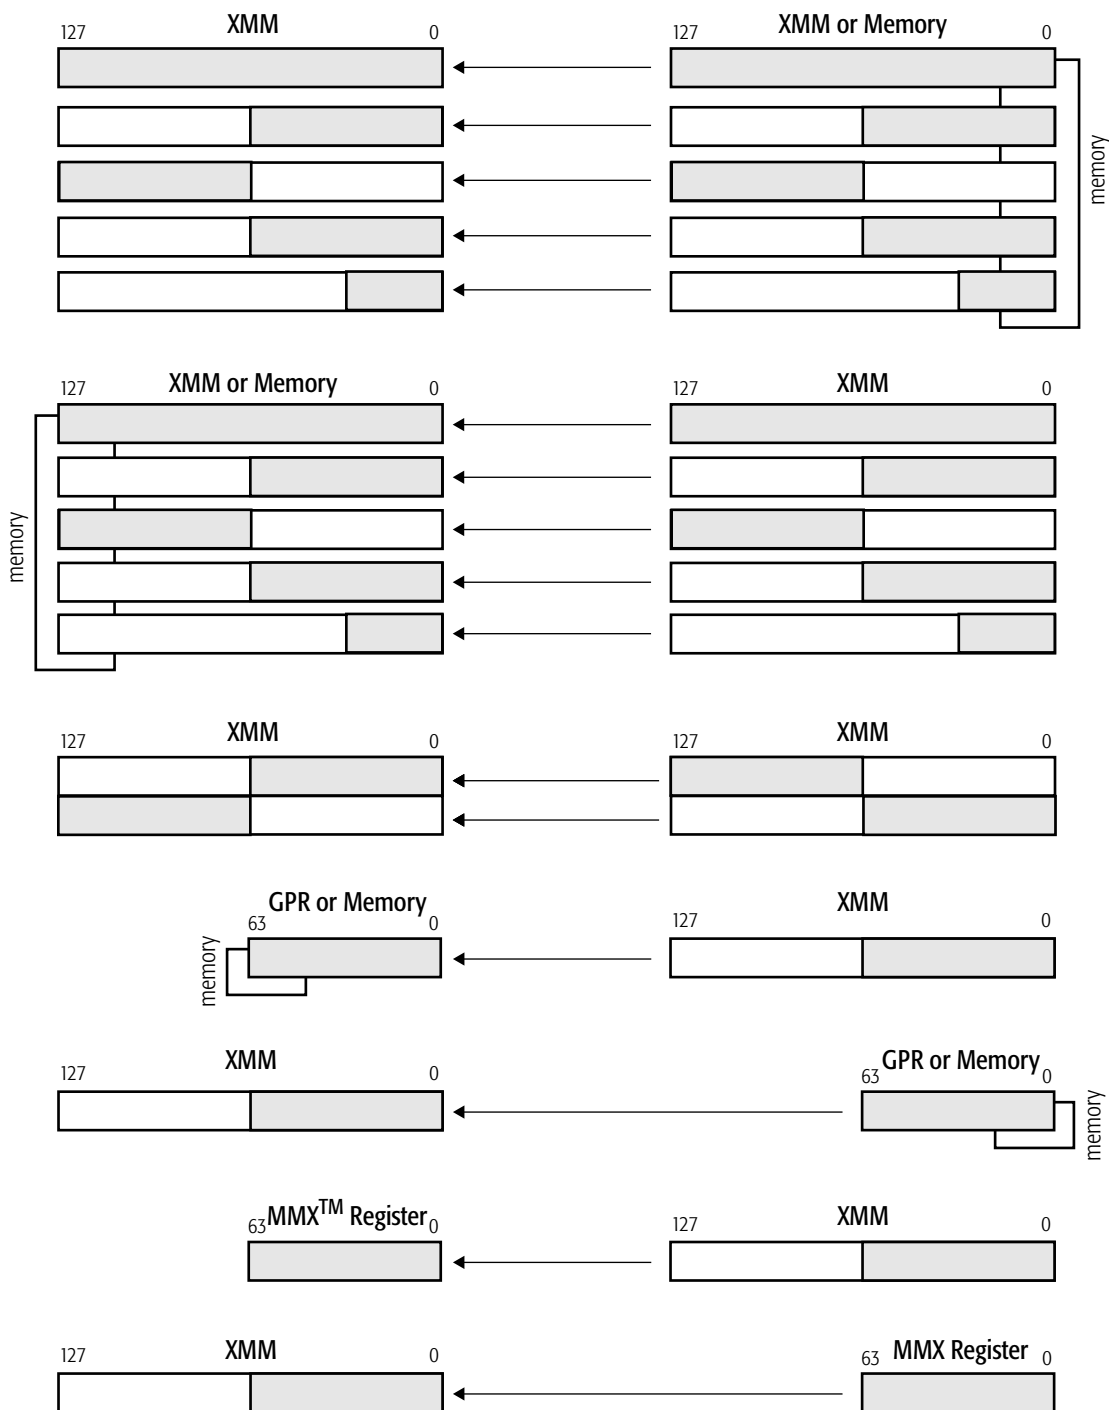 XMM XMM or Memory
127 0 127 0
memory
XMM or Memory XMM
127 0 127 0
memory
XMM XMM
127 0 127 0
GPR or Memory XMM
63 0 127 0
memory
XMM GPR or Memory
127 0 63 0
memory
MMX™ Register XMM
63 0 127 0
XMM MMX Register
127 0 63 0